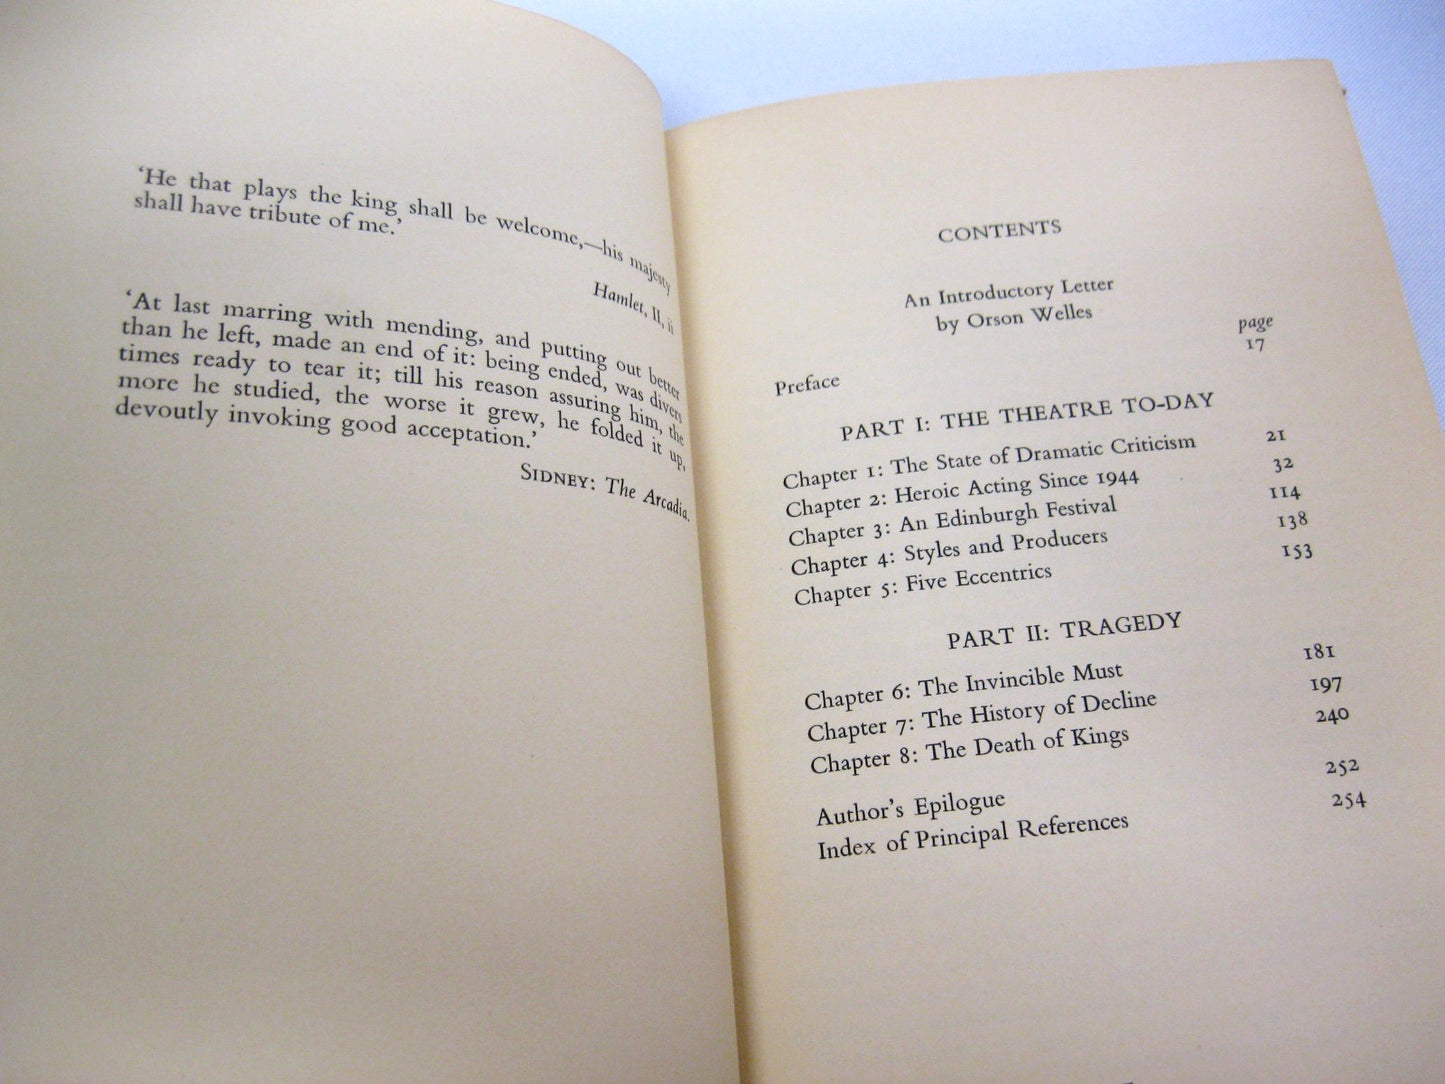 ‘He that plays the king shall be welcome,—his majesty
shall have tribute of me.’
Hamlet, II, ii
‘At last marring with mending, and putting out better
than he left, made an end of it: being ended, was divers
times ready to tear it; till his reason assuring him, the
more he studied, the worse it grew, he folded it up,
devoutly invoking good acceptation.’
SIDNEY: The Arcadia.
CONTENTS
An Introductory Letter
by Orson Welles
page
Preface 17
PART I: THE THEATRE TO-DAY
Chapter 1: The State of Dramatic Criticism 21
Chapter 2: Heroic Acting Since 1944 32
Chapter 3: An Edinburgh Festival 114
Chapter 4: Styles and Producers 138
Chapter 5: Five Eccentrics 153
PART II: TRAGEDY
Chapter 6: The Invincible Must 181
Chapter 7: The History of Decline 197
Chapter 8: The Death of Kings 240
Author’s Epilogue 252
Index of Principal References 254